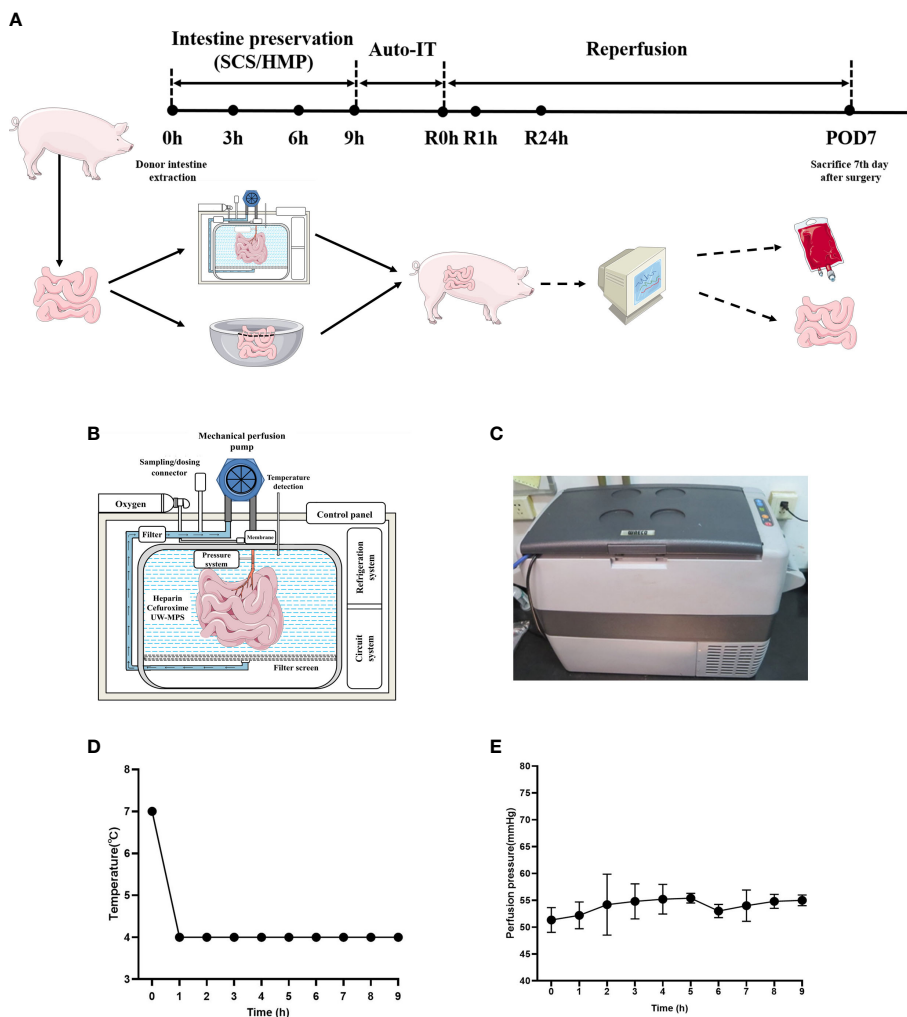 A
Intestine preservation
(SCS/HMP)
Auto-IT
Reperfusion
0h
3h
6h
9h
R0h
R1h
R24h
POD7
Donor intestine
extraction
Sacrifice 7th day
after surgery
B
Mechanical perfusion
pump
Sampling/dosing
connector
Temperature
detection
Oxygen
Control panel
Filter
Membrane
Pressure
system
Refrigeration
system
Heparin
Cefuroxime
UW-MPS
Circuit
system
Filter screen
C
D
8
7
6
5
4
3
Temperature(°C)
0 1 2 3 4 5 6 7 8 9
Time (h)
E
80
75
70
65
60
55
50
45
40
Perfusion pressure(mmHg)
0 1 2 3 4 5 6 7 8 9
Time (h)